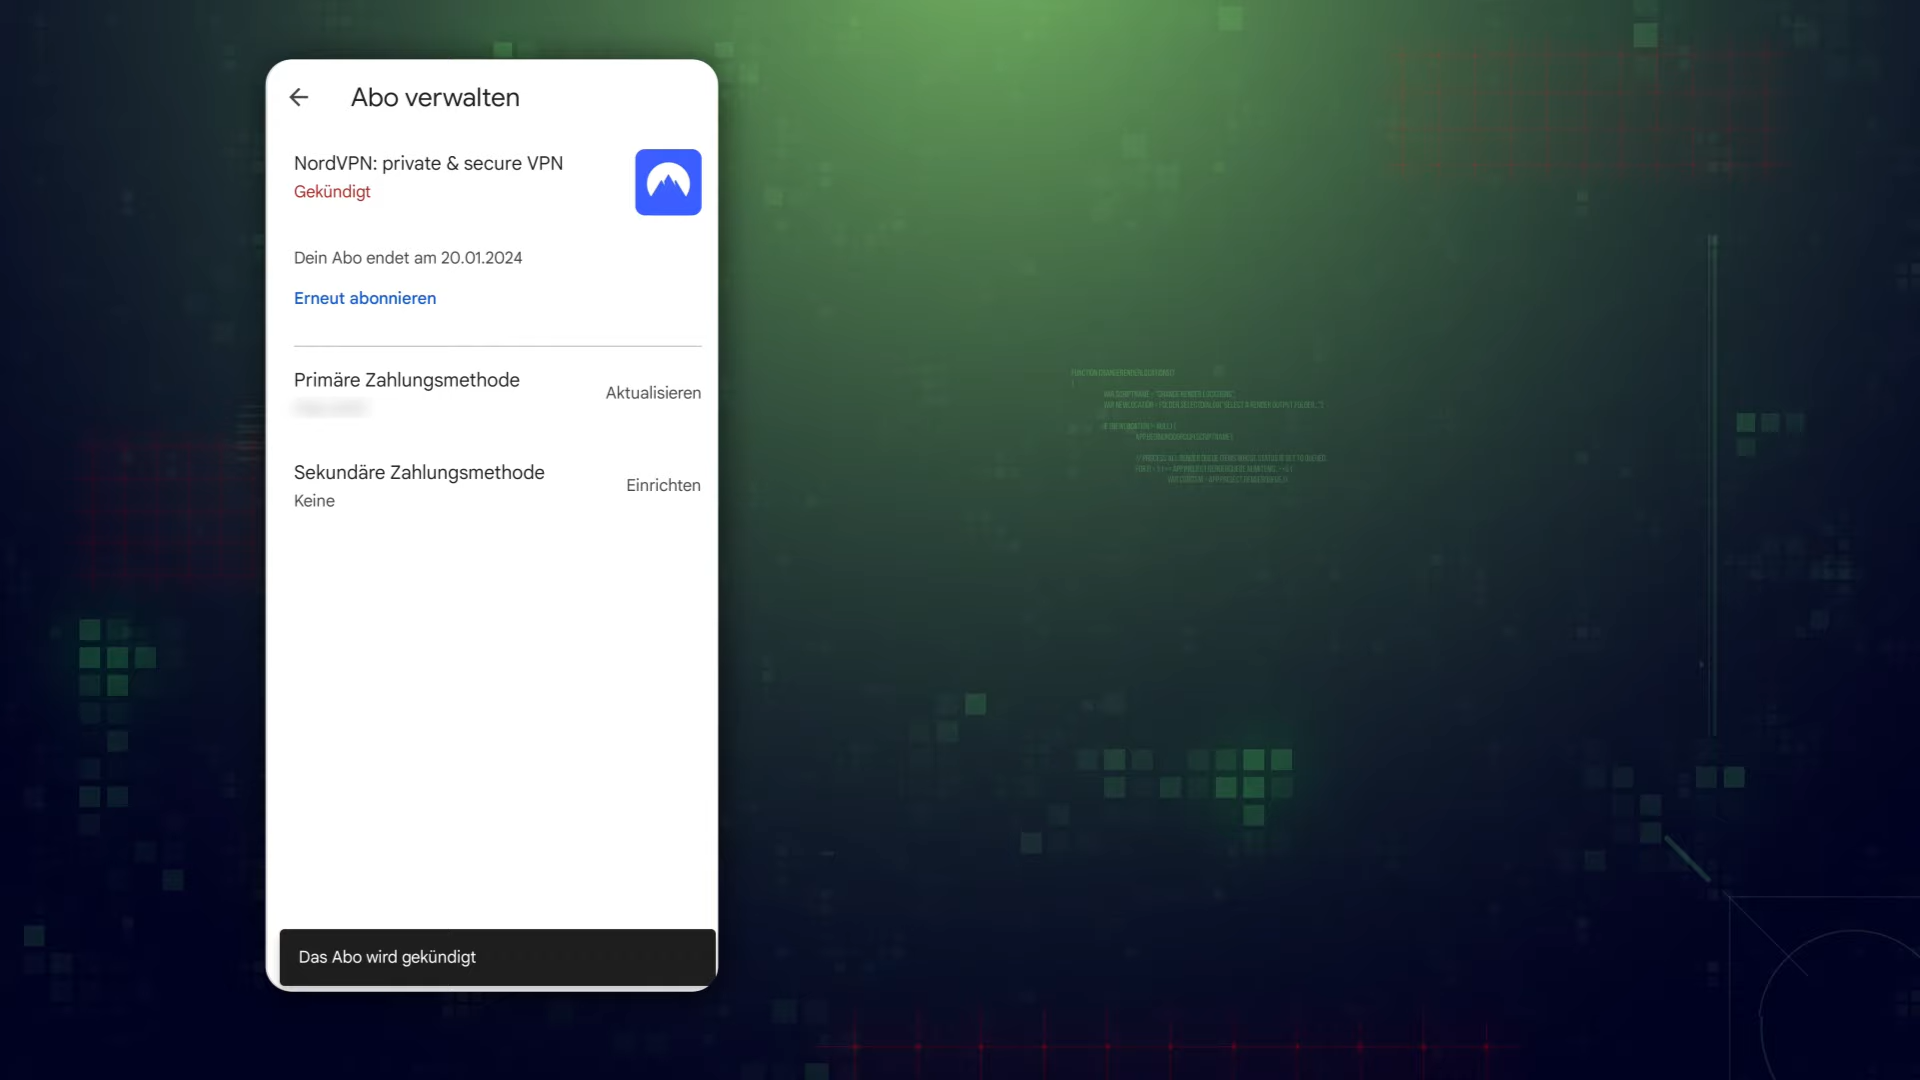 Abo verwalten
NordVPN: private & secure VPN
Gekündigt
Dein Abo endet am 20.01.2024
Erneut abonnieren
Primäre Zahlungsmethode
Aktualisieren
Sekundäre Zahlungsmethode
Keine
Einrichten
Das Abo wird gekündigt